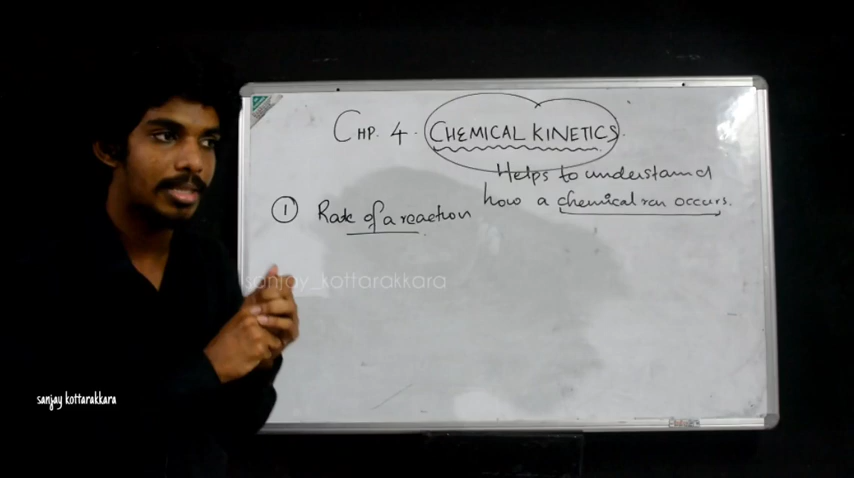 CHP. 4. CHEMICAL KINETICS
Helps to understand
how a chemical rxn occurs.
① Rate of a reaction
sanjay_kottarakkara
sanjay kottarakkara